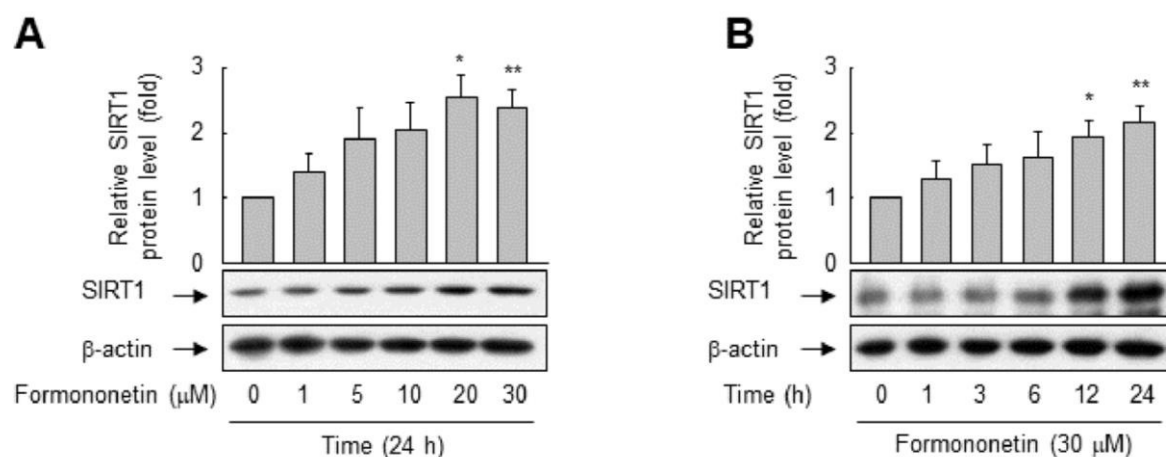 A
Relative SIRT1
protein level (fold)
3
2
1
0
*
**
SIRT1
β-actin
Formononetin (μM) 0 1 5 10 20 30
Time (24 h)
B
Relative SIRT1
protein level (fold)
3
2
1
0
*
**
SIRT1
β-actin
Time (h) 0 1 3 6 12 24
Formononetin (30 μM)